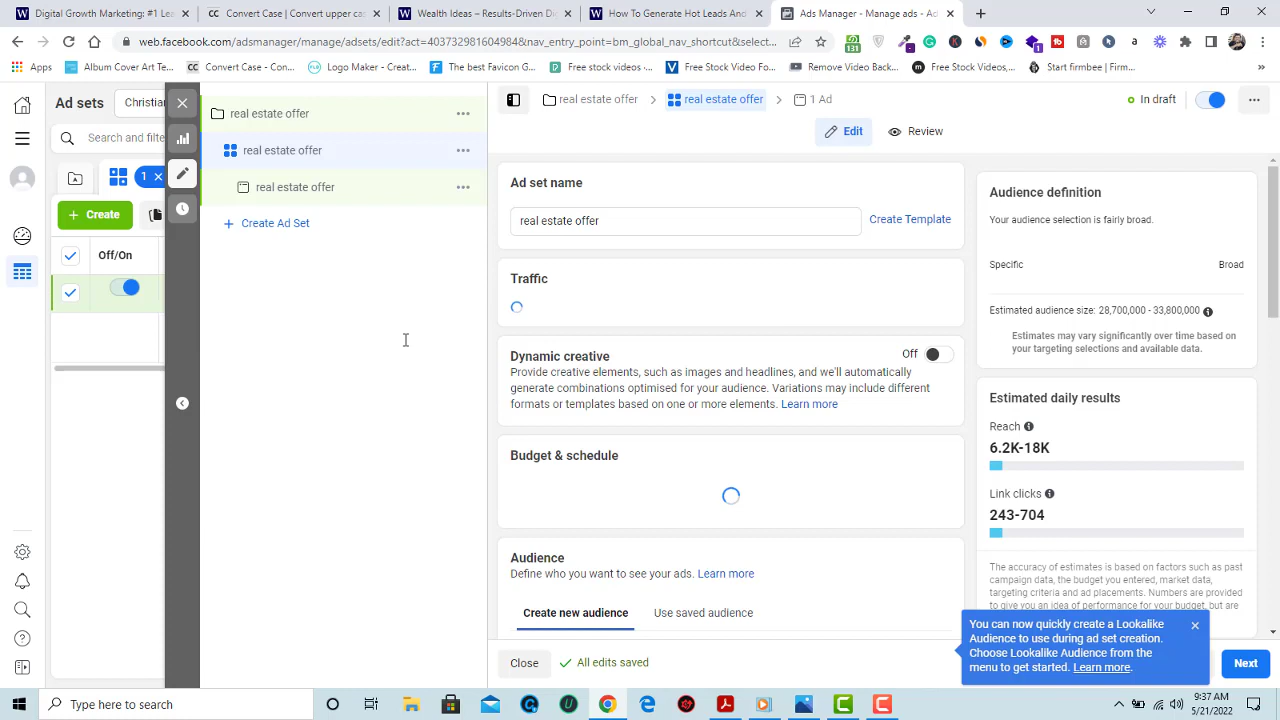 Digital Marketing: #1 Lea
Convert Case | Convert upper cas
Wealth Ideas – Results-Driven Di
How To Generate Hot Leads And
Ads Manager - Manage ads - Ad
web.facebook.com/adsmanager/manage/adsets/edit?act=4037329816049848&nav_entry_point=bm_global_nav_shortcut&selec...
131
1
Apps
Album Cover Art Te...
Convert Case - Con...
Logo Maker - Creat...
The best Favicon G...
Free stock videos ·...
Free Stock Video Fo...
Remove Video Back...
Free Stock Videos,...
Start firmbee | Firm...
»
Ad sets
Christian
Search and filte
1
Create
Off/On
real estate offer
real estate offer
real estate offer
Create Ad Set
real estate offer
real estate offer
1 Ad
In draft
Edit
Review
Ad set name
real estate offer
Create Template
Traffic
Dynamic creative
Off
Provide creative elements, such as images and headlines, and we'll automatically
generate combinations optimised for your audience. Variations may include different
formats or templates based on one or more elements. Learn more
Budget & schedule
Audience
Define who you want to see your ads. Learn more
Create new audience
Use saved audience
Close
All edits saved
Audience definition
Your audience selection is fairly broad.
Specific
Broad
Estimated audience size: 28,700,000 - 33,800,000
Estimates may vary significantly over time based on
your targeting selections and available data.
Estimated daily results
Reach
6.2K-18K
Link clicks
243-704
The accuracy of estimates is based on factors such as past
campaign data, the budget you entered, market data,
targeting criteria and ad placements. Numbers are provided
to give you an idea of performance for your budget, but are
You can now quickly create a Lookalike
Audience to use during ad set creation.
Choose Lookalike Audience from the
menu to get started. Learn more.
Next
Type here to search
9:37 AM
5/21/2022